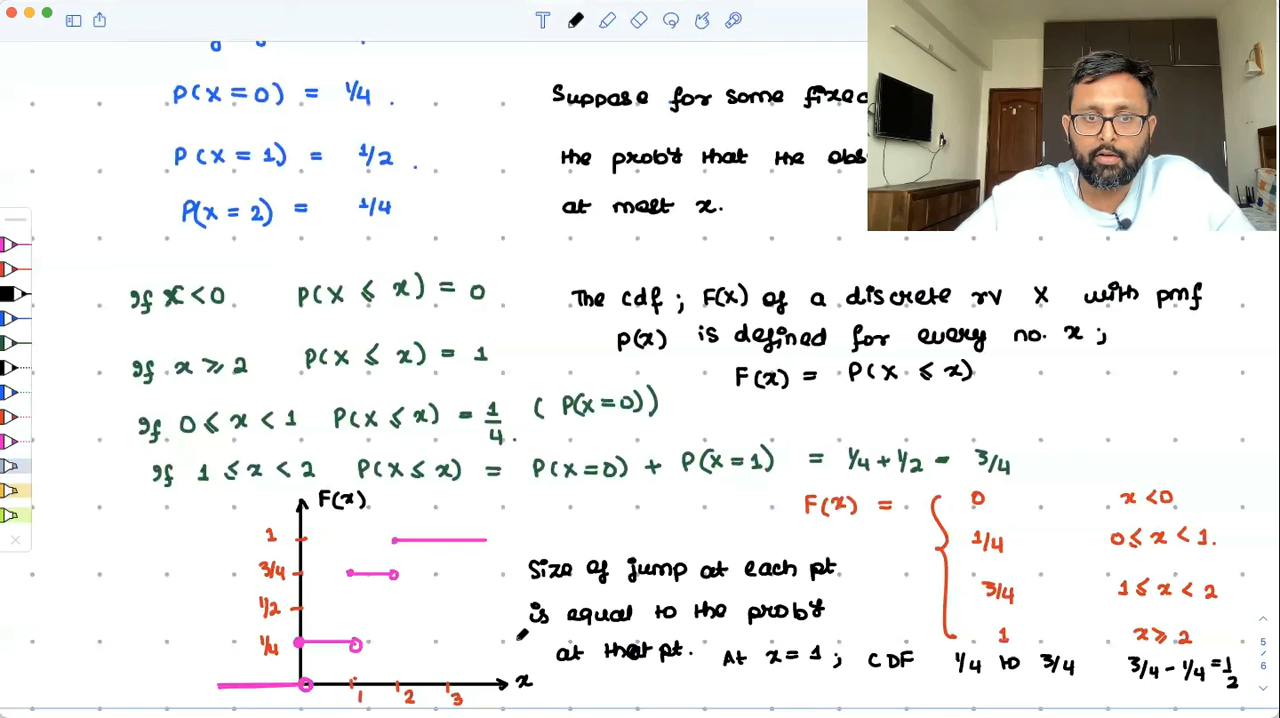 P(X=0) = 1/4.
P(X=1) = 1/2.
P(X=2) = 1/4
Suppose for some fixed
the prob'y that the obs
at most x.
If x<0 P(X ≤ x) = 0
If x ≥ 2 P(X ≤ x) = 1
If 0 ≤ x < 1 P(X ≤ x) = 1/4. (P(X=0))
If 1 ≤ x < 2 P(X ≤ x) = P(X=0) + P(X=1) = 1/4 + 1/2 = 3/4
The cdf; F(x) of a discrete rv X with pmf
p(x) is defined for every no. x;
F(x) = P(X ≤ x)
F(x)
1
3/4
1/2
1/4
1 2 3
x
Size of jump at each pt
is equal to the prob'y
at that pt.
F(x) = { 0 x<0
1/4 0 ≤ x < 1.
3/4 1 ≤ x < 2
1 x ≥ 2
At x=1; CDF 1/4 to 3/4 3/4 - 1/4 = 1/2
5/6